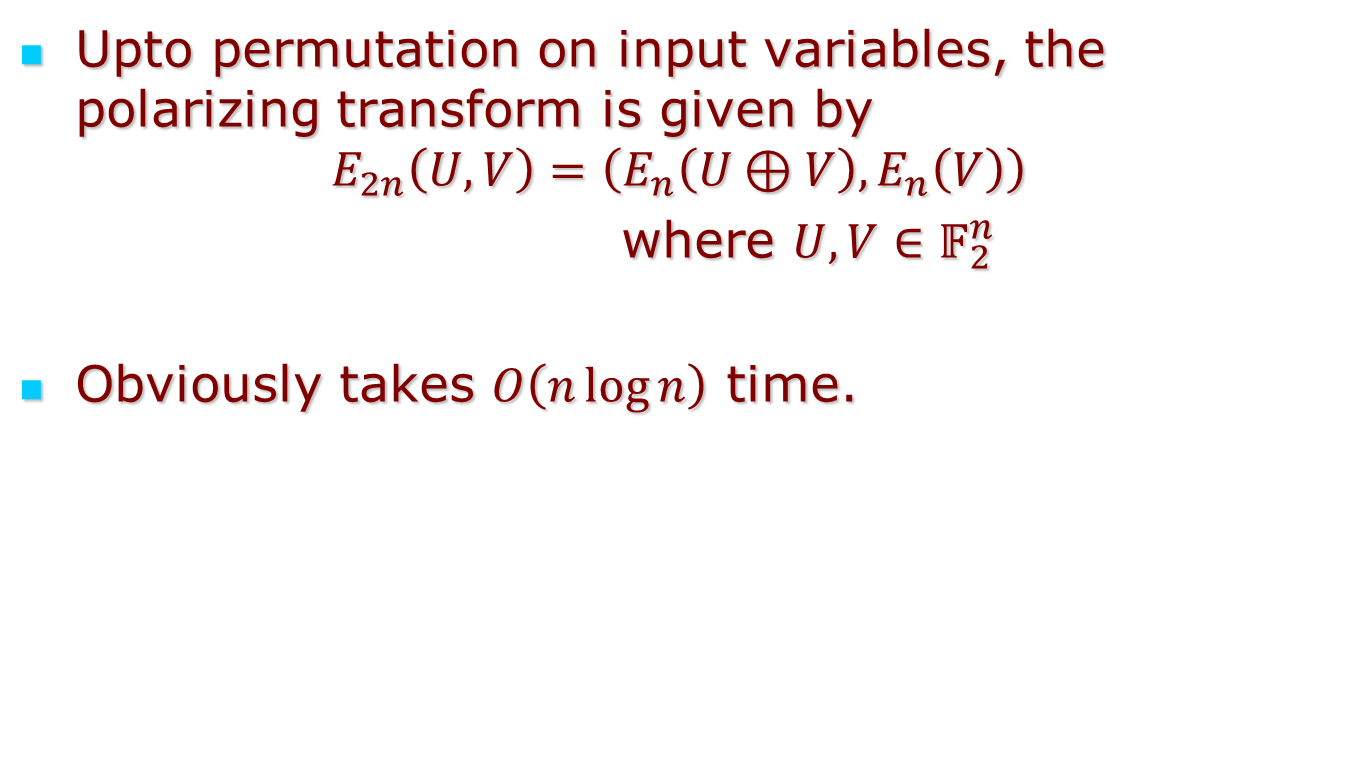 ▪ Upto permutation on input variables, the
polarizing transform is given by
𝐸₂ₙ(𝑈, 𝑉) = (𝐸ₙ(𝑈 ⊕ 𝑉), 𝐸ₙ(𝑉))
where 𝑈, 𝑉 ∈ 𝔽₂ⁿ
▪ Obviously takes 𝑂(𝑛 log 𝑛) time.